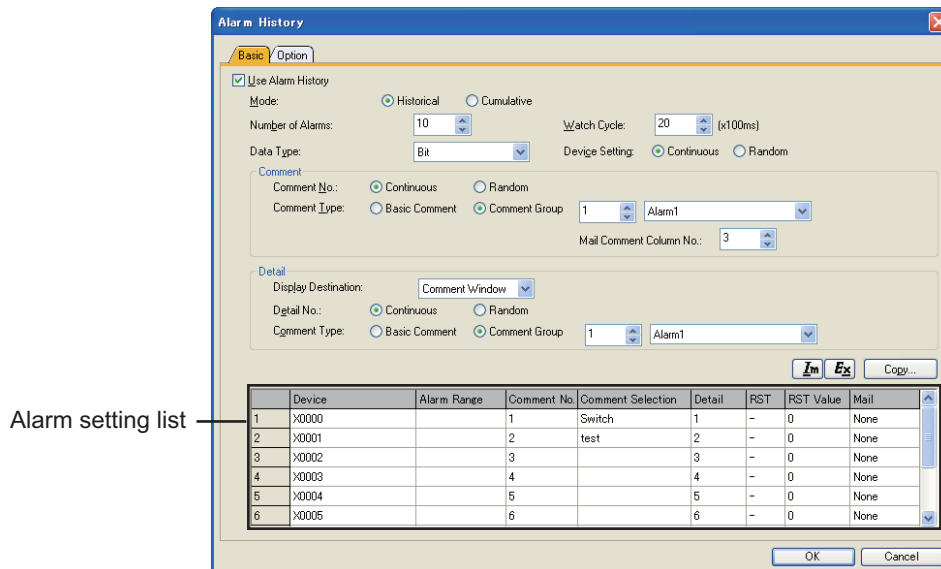 Alarm History
Basic Option
Use Alarm History
Mode: Historical Cumulative
Number of Alarms: 10 Watch Cycle: 20 (x100ms)
Data Type: Bit Device Setting: Continuous Random
Comment
Comment No.: Continuous Random
Comment Type: Basic Comment Comment Group 1 Alarm1
Mail Comment Column No.: 3
Detail
Display Destination: Comment Window
Detail No.: Continuous Random
Comment Type: Basic Comment Comment Group 1 Alarm1
Im Ex Copy...
Device Alarm Range Comment No. Comment Selection Detail RST RST Value Mail
Alarm setting list
1 X0000 1 Switch 1 - 0 None
2 X0001 2 test 2 - 0 None
3 X0002 3 3 - 0 None
4 X0003 4 4 - 0 None
5 X0004 5 5 - 0 None
6 X0005 6 6 - 0 None
OK Cancel